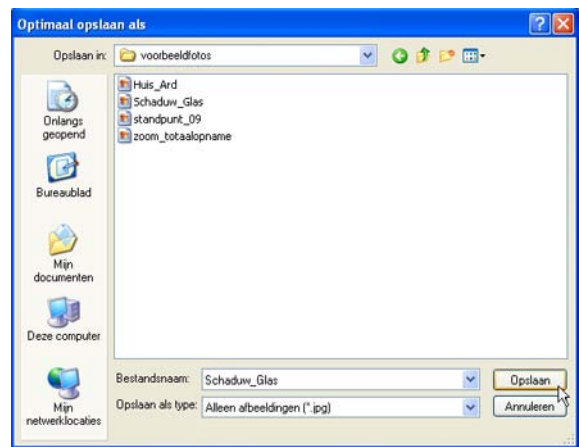 Optimaal opslaan als
Opslaan in:
voorbeeldfotos
Huis_Ard
Schaduw_Glas
standpunt_09
zoom_totaalopname
Onlangs
geopend
Bureaublad
Mijn
documenten
Deze computer
Mijn
netwerklocaties
Bestandsnaam:
Schaduw_Glas
Opslaan
Opslaan als type:
Alleen afbeeldingen (*.jpg)
Annuleren